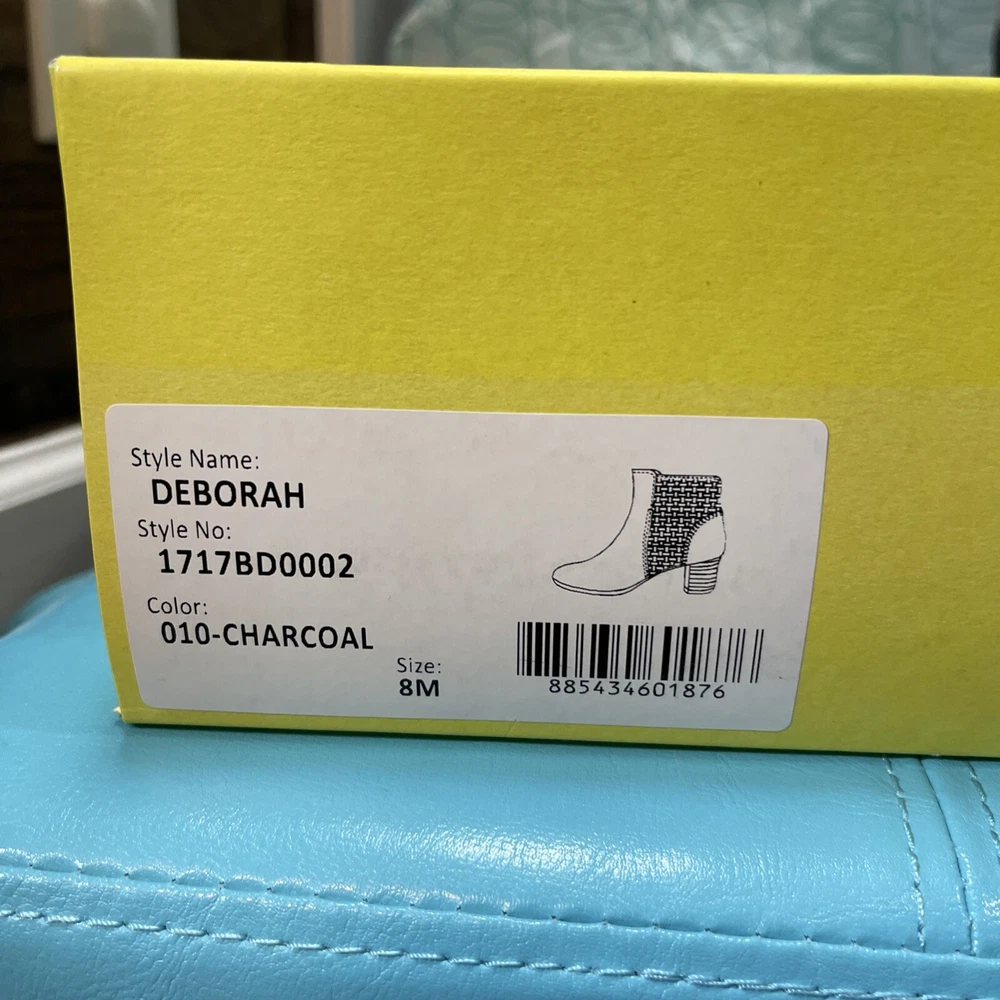 Style Name:
DEBORAH
Style No:
1717BD0002
Color:
010-CHARCOAL
Size:
8M
885434601876